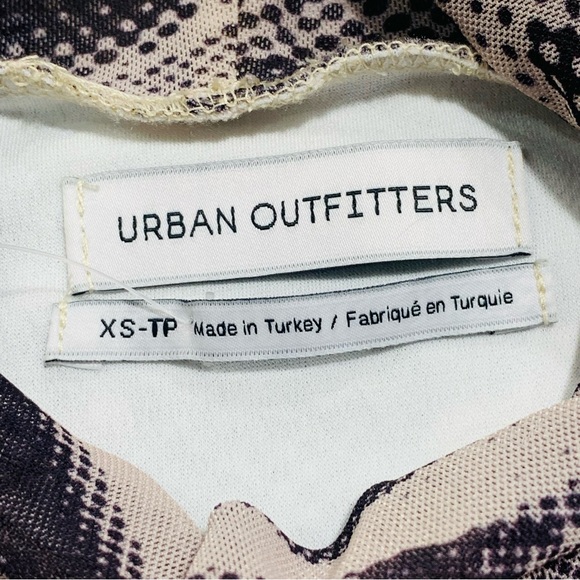 URBAN OUTFITTERS
XS-TP Made in Turkey / Fabriqué en Turquie